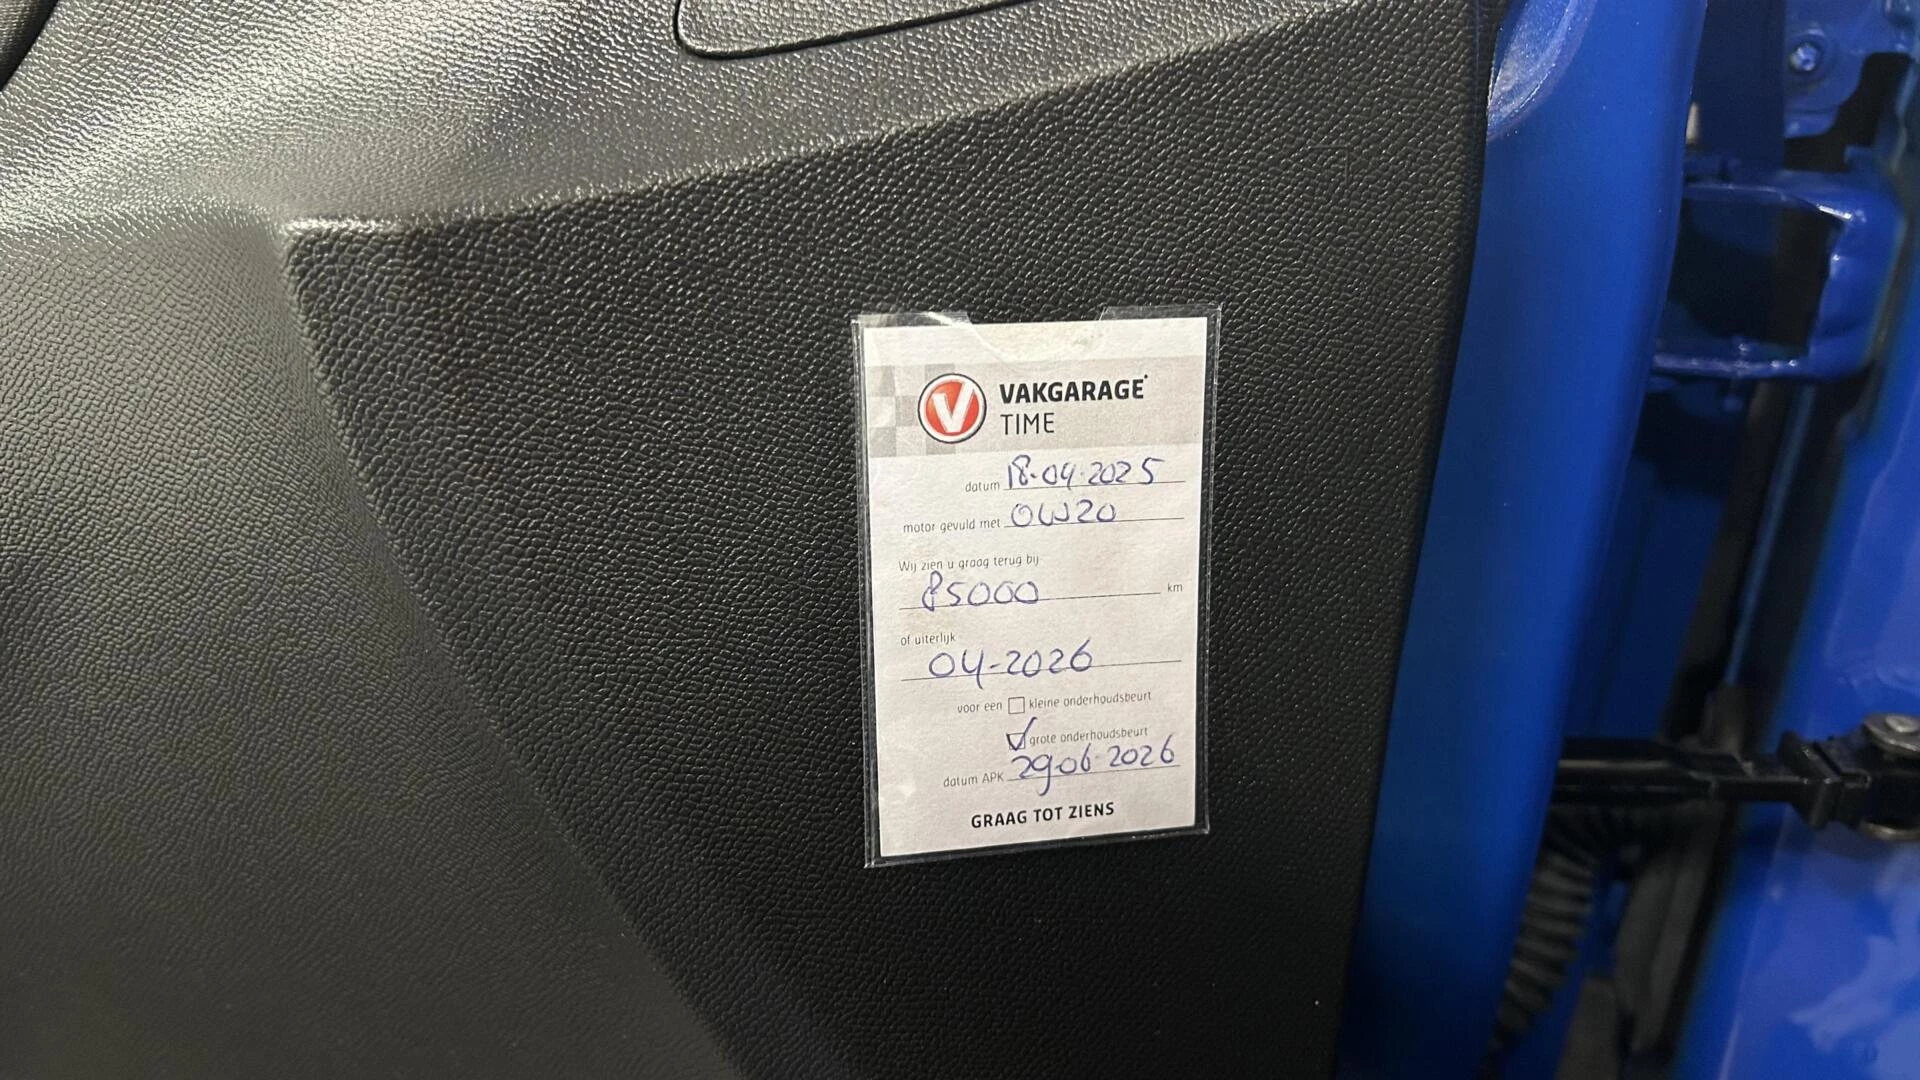 V VAKGARAGE
TIME
datum 18-04-2025
motor gevuld met 0W20
Wij zien u graag terug bij
85000 km
of uiterlijk
04-2026
voor een kleine onderhoudsbeurt
grote onderhoudsbeurt
datum APK 29-06-2026
GRAAG TOT ZIENS